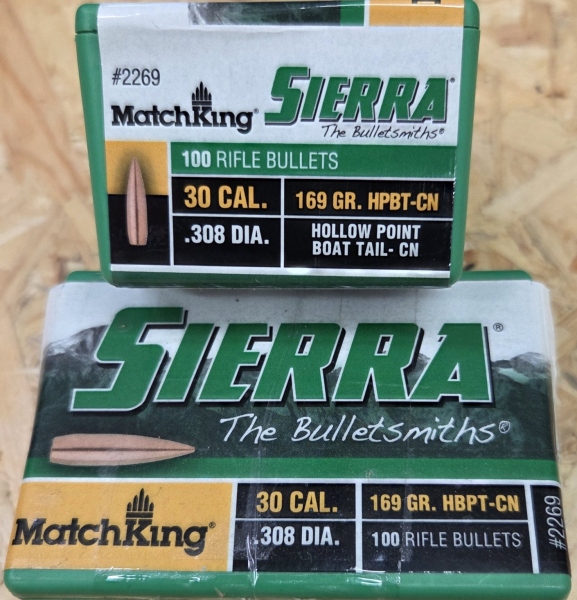 #2269
MatchKing®
SIERRA
The Bulletsmiths®
100 RIFLE BULLETS
30 CAL.
169 GR. HPBT-CN
.308 DIA.
HOLLOW POINT
BOAT TAIL- CN
SIERRA®
The Bulletsmiths®
MatchKing®
30 CAL.
169 GR. HBPT-CN
.308 DIA.
100 RIFLE BULLETS
#2269